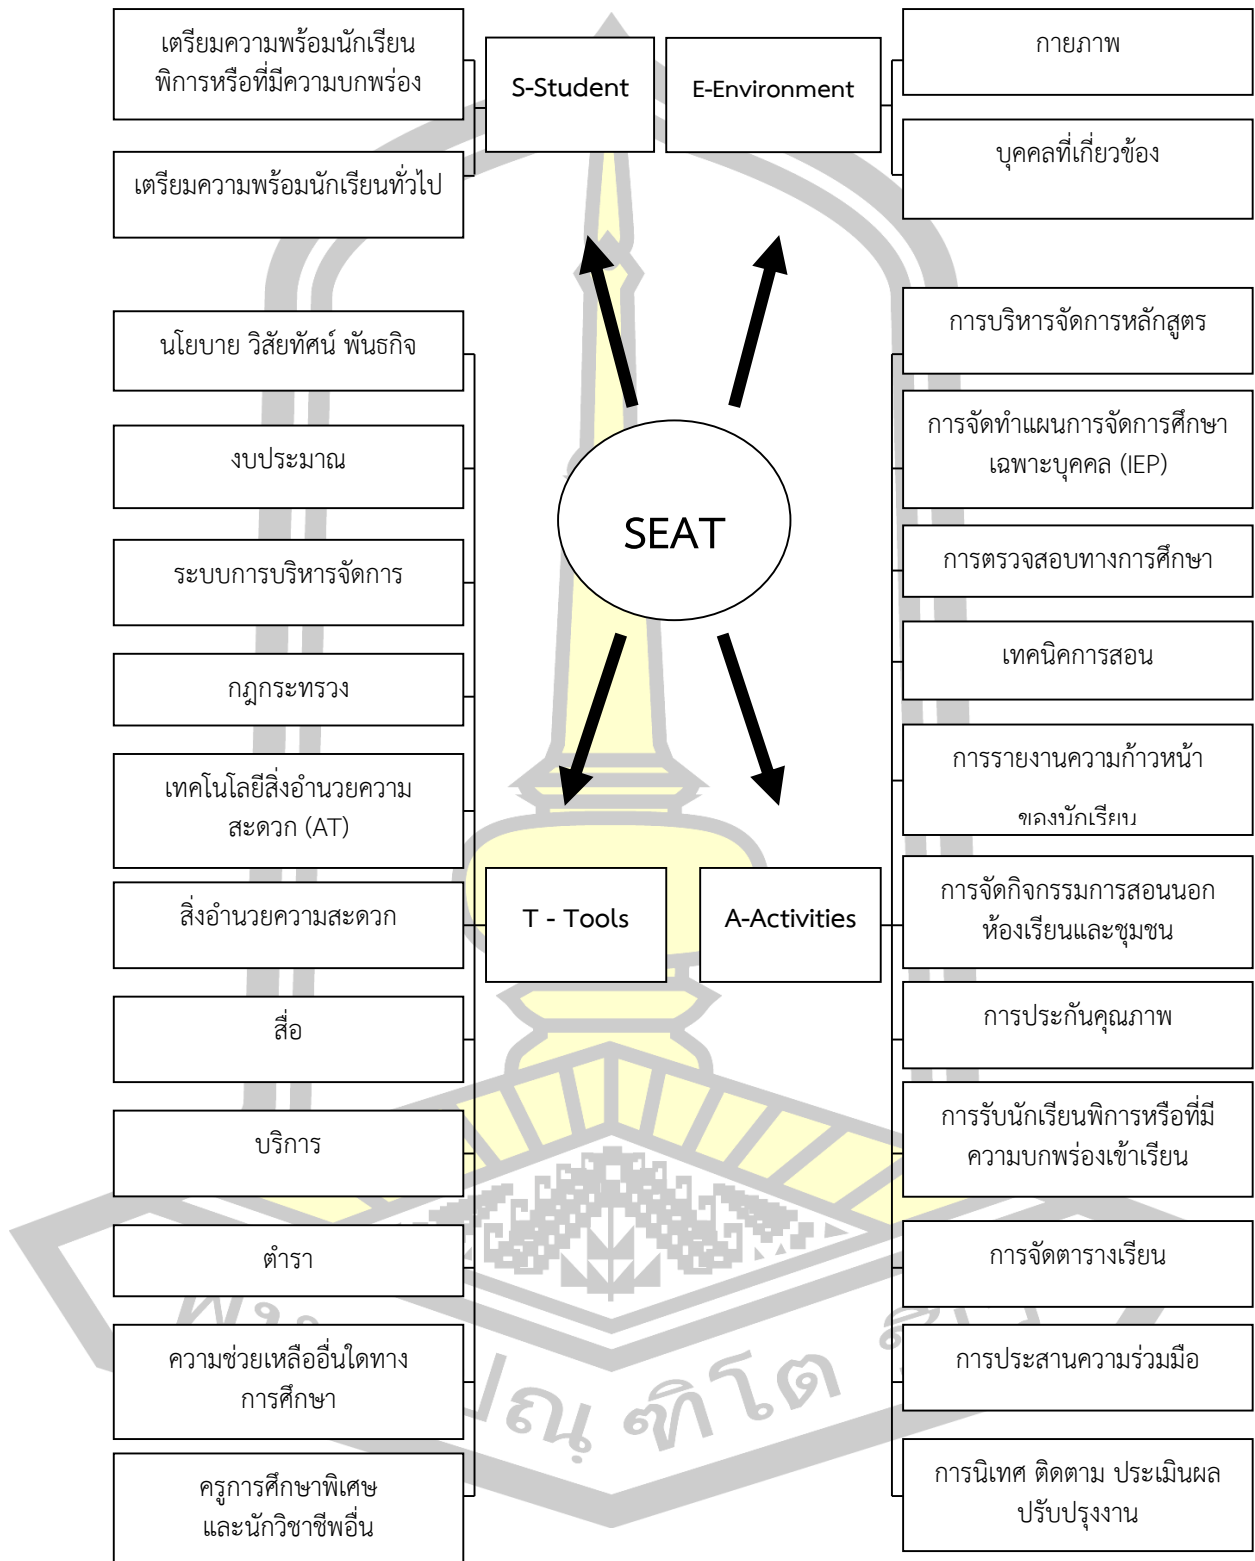 เตรียมความพร้อมนักเรียน
พิการหรือที่มีความบกพร่อง
เตรียมความพร้อมนักเรียนทั่วไป
S-Student
E-Environment
กายภาพ
บุคคลที่เกี่ยวข้อง
SEAT
นโยบาย วิสัยทัศน์ พันธกิจ
งบประมาณ
ระบบการบริหารจัดการ
กฎกระทรวง
เทคโนโลยีสิ่งอำนวยความ
สะดวก (AT)
สิ่งอำนวยความสะดวก
สื่อ
บริการ
ตำรา
ความช่วยเหลืออื่นใดทาง
การศึกษา
ครูการศึกษาพิเศษ
และนักวิชาชีพอื่น
T - Tools
A-Activities
การบริหารจัดการหลักสูตร
การจัดทำแผนการจัดการศึกษา
เฉพาะบุคคล (IEP)
การตรวจสอบทางการศึกษา
เทคนิคการสอน
การรายงานความก้าวหน้า
ของนักเรียน
การจัดกิจกรรมการสอนนอก
ห้องเรียนและชุมชน
การประกันคุณภาพ
การรับนักเรียนพิการหรือที่มี
ความบกพร่องเข้าเรียน
การจัดตารางเรียน
การประสานความร่วมมือ
การนิเทศ ติดตาม ประเมินผล
ปรับปรุงงาน